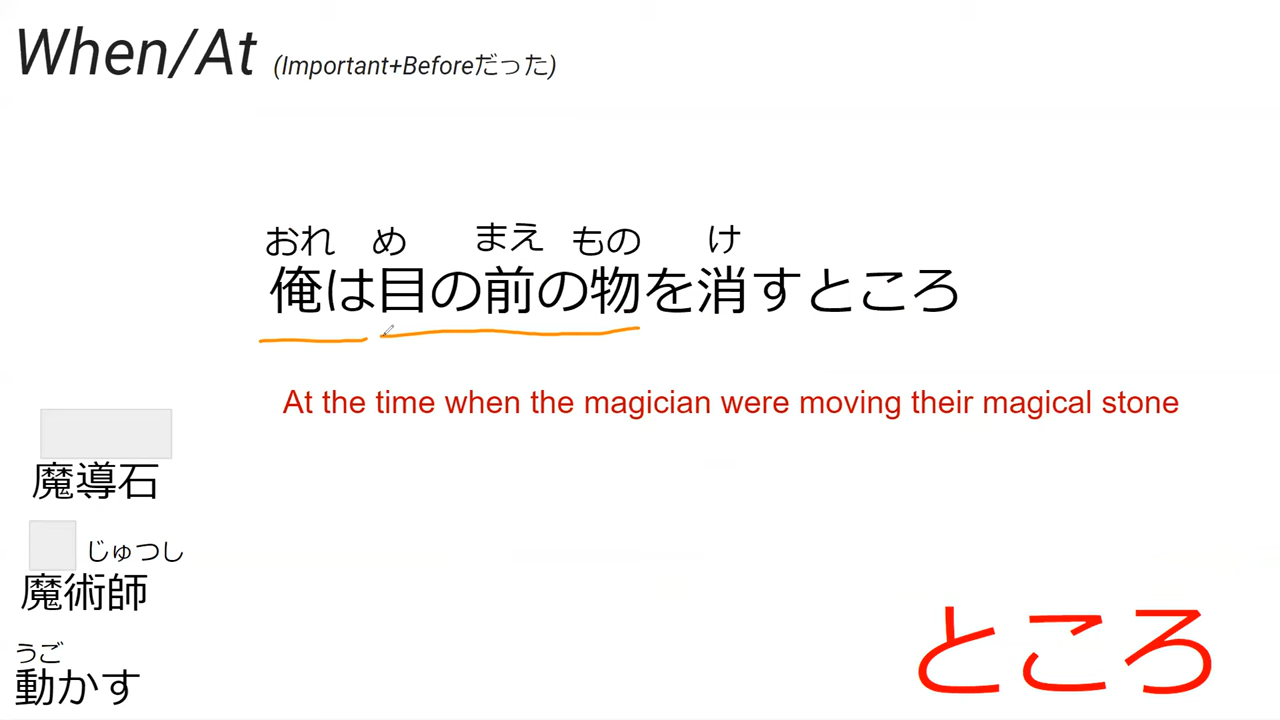 When/At (Important+Beforeだった)
おれ め まえ もの け
俺は目の前の物を消すところ
At the time when the magician were moving their magical stone
魔導石
じゅつし
魔術師
うご
動かす
ところ